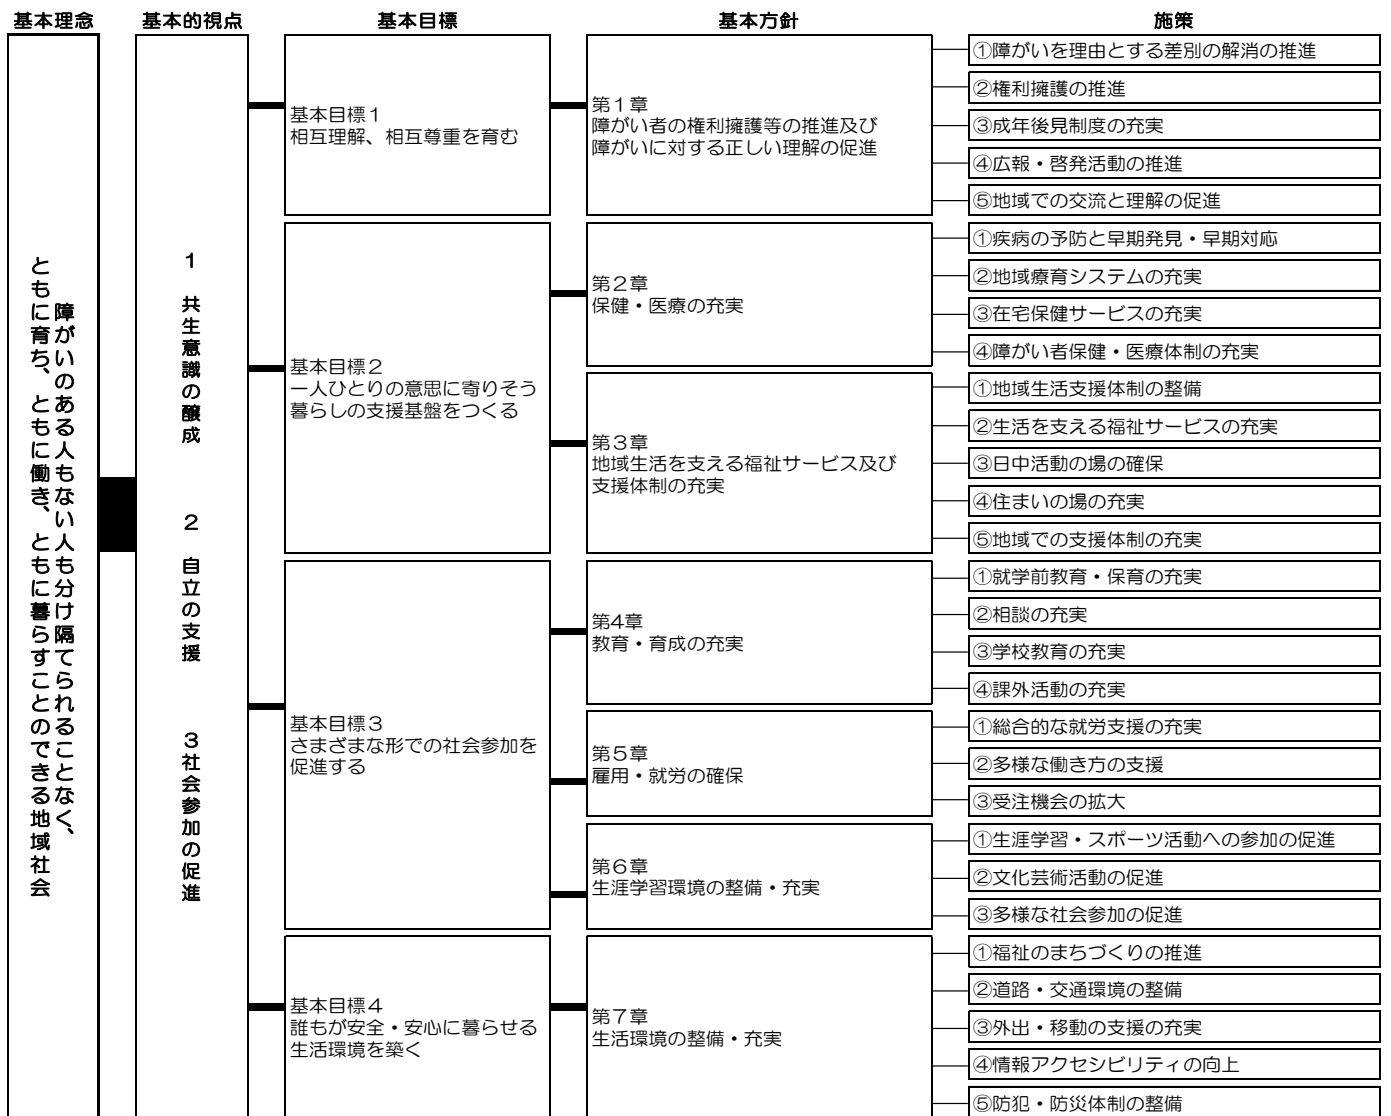 基本理念
基本的視点
基本目標
基本方針
施策
障がいのある人もない人も分け隔てられることなく、
ともに育ち、ともに働き、ともに暮らすことのできる地域社会
1 共生意識の醸成
2 自立の支援
3 社会参加の促進
基本目標1
相互理解、相互尊重を育む
第1章
障がい者の権利擁護等の推進及び
障がいに対する正しい理解の促進
①障がいを理由とする差別の解消の推進
②権利擁護の推進
③成年後見制度の充実
④広報・啓発活動の推進
⑤地域での交流と理解の促進
基本目標2
一人ひとりの意思に寄りそう
暮らしの支援基盤をつくる
第2章
保健・医療の充実
①疾病の予防と早期発見・早期対応
②地域療育システムの充実
③在宅保健サービスの充実
④障がい者保健・医療体制の充実
第3章
地域生活を支える福祉サービス及び
支援体制の充実
①地域生活支援体制の整備
②生活を支える福祉サービスの充実
③日中活動の場の確保
④住まいの場の充実
⑤地域での支援体制の充実
基本目標3
さまざまな形での社会参加を
促進する
第4章
教育・育成の充実
①就学前教育・保育の充実
②相談の充実
③学校教育の充実
④課外活動の充実
第5章
雇用・就労の確保
①総合的な就労支援の充実
②多様な働き方の支援
③受注機会の拡大
第6章
生涯学習環境の整備・充実
①生涯学習・スポーツ活動への参加の促進
②文化芸術活動の促進
③多様な社会参加の促進
基本目標4
誰もが安全・安心に暮らせる
生活環境を築く
第7章
生活環境の整備・充実
①福祉のまちづくりの推進
②道路・交通環境の整備
③外出・移動の支援の充実
④情報アクセシビリティの向上
⑤防犯・防災体制の整備